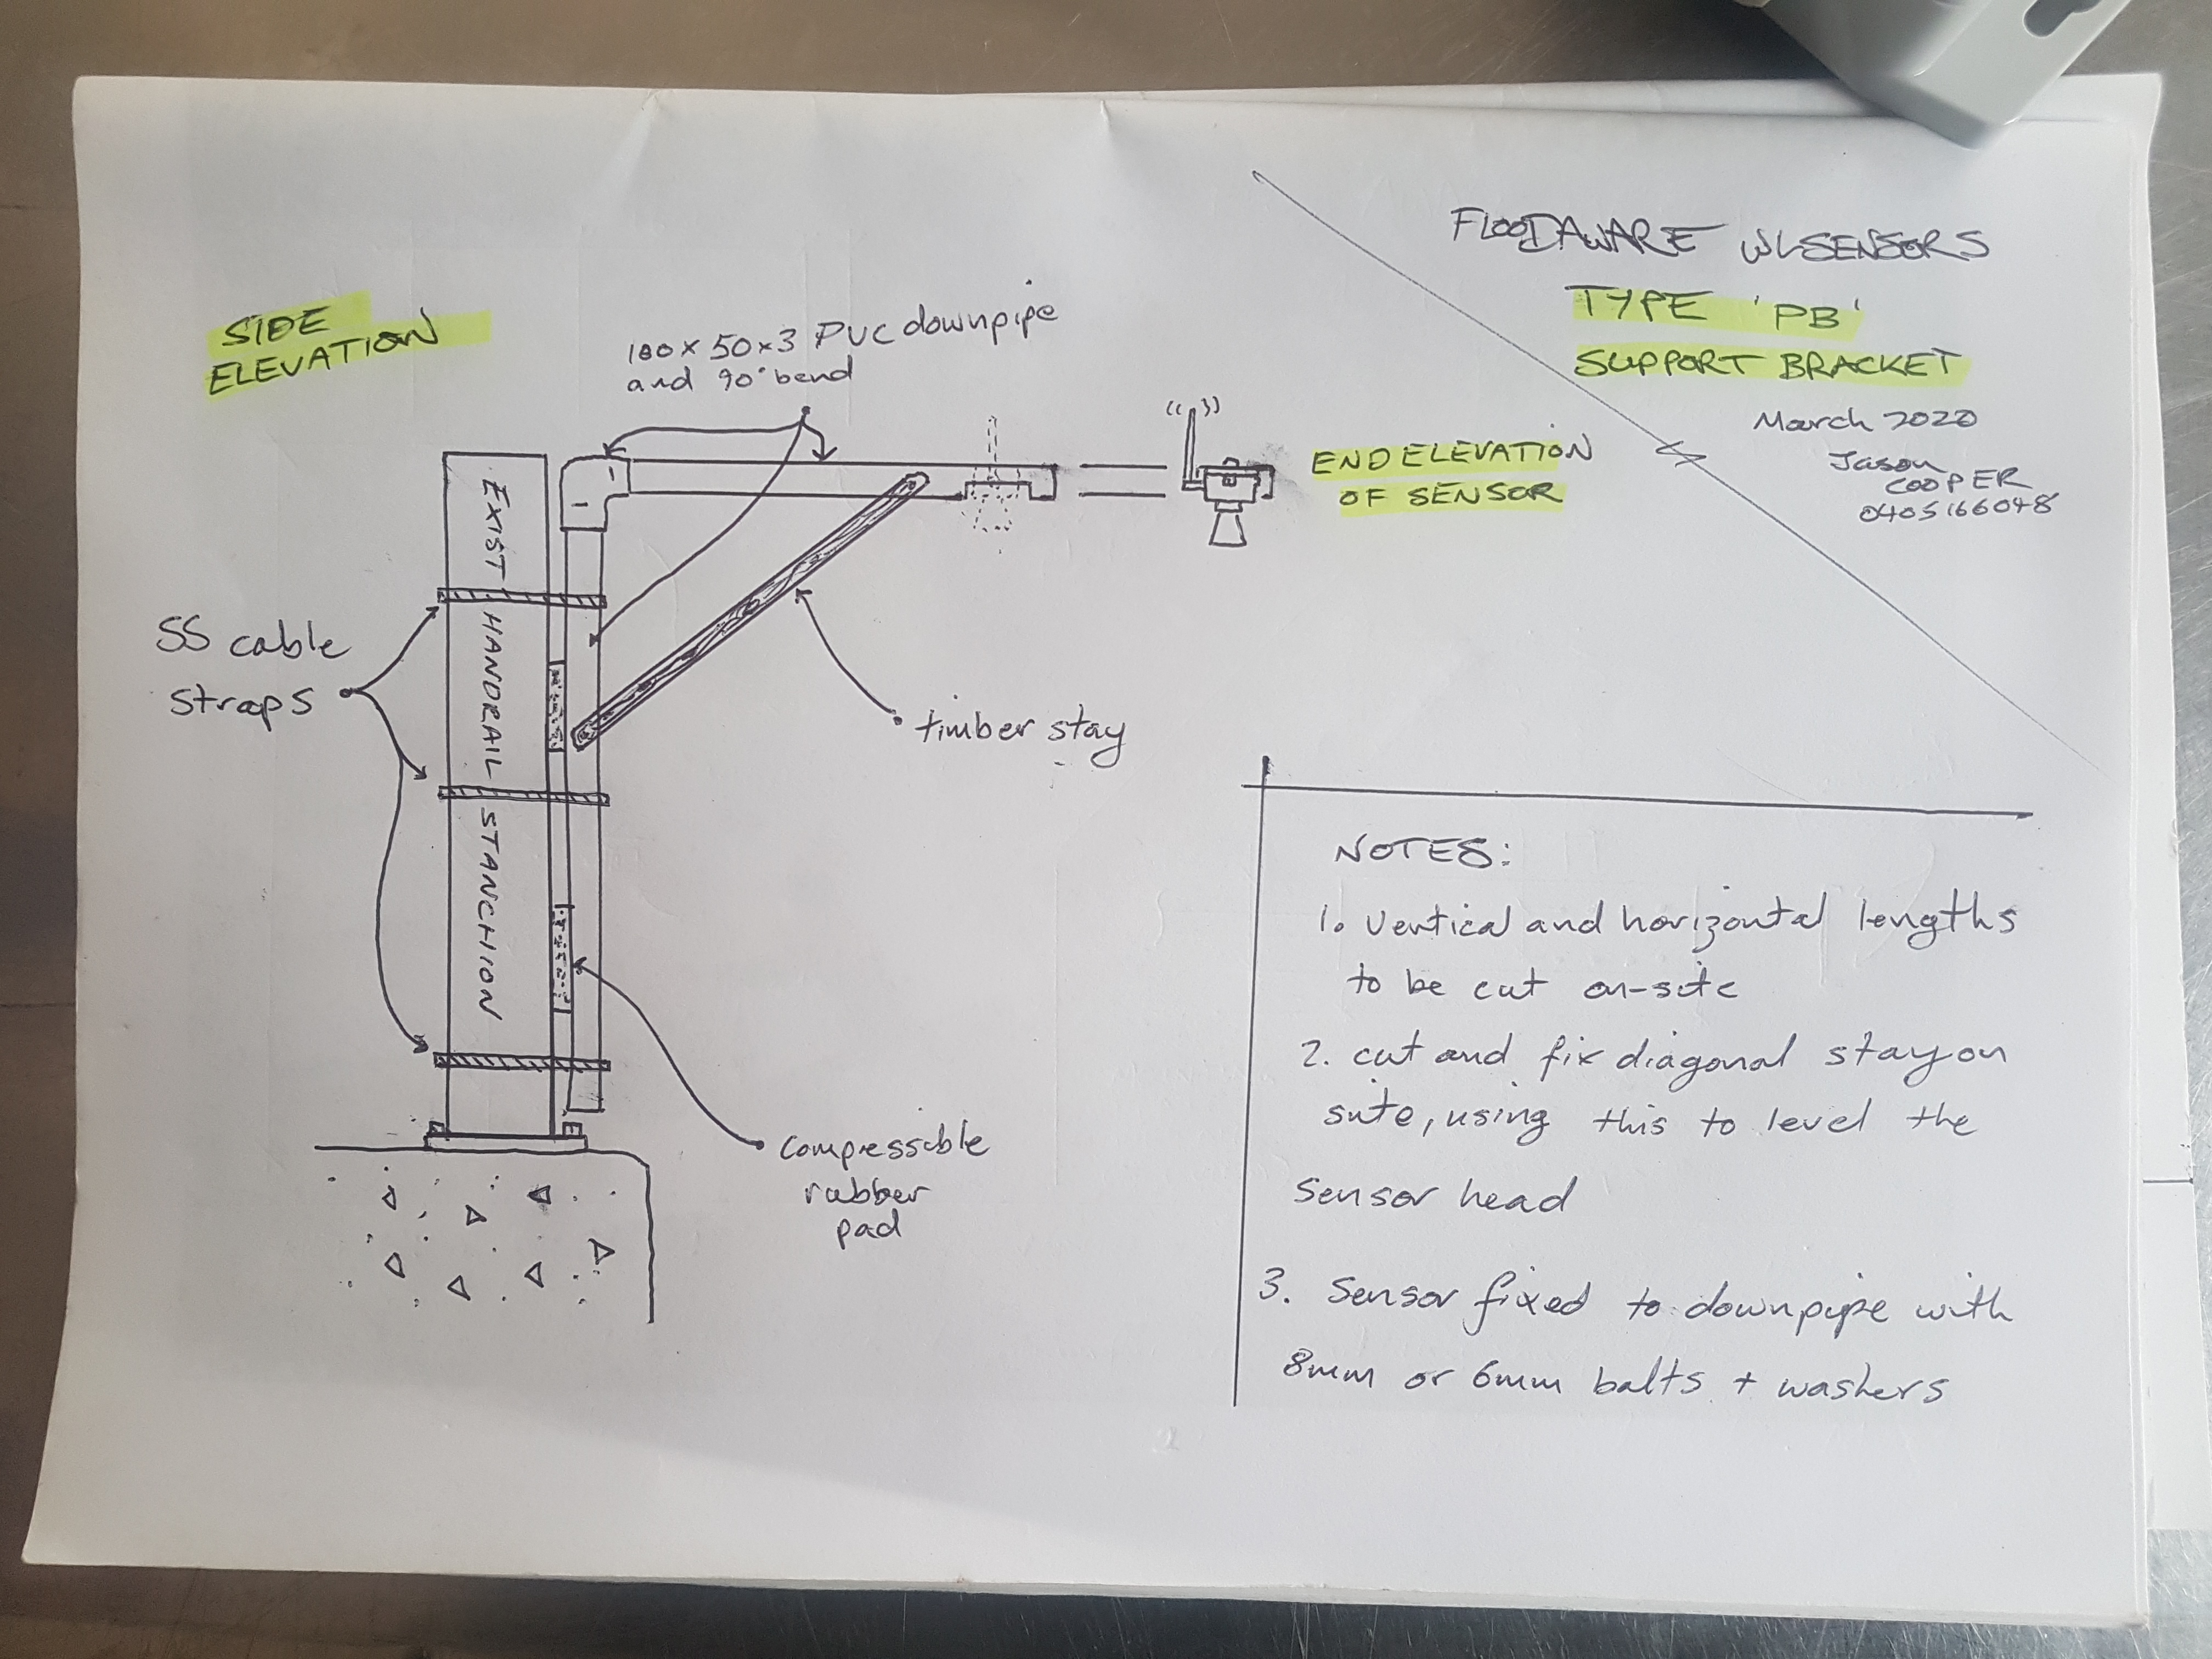 FLOODAWARE WLSENSORS
TYPE 'PB'
SUPPORT BRACKET
March 2020
Jason
COOPER
0405166048
SIDE
ELEVATION
100 x 50 x 3 PVC downpipe
and 90° bend
END ELEVATION
OF SENSOR
SS cable
straps
EXIST HANDRAIL STANCHION
timber stay
compressible
rubber
pad
NOTES:
1. vertical and horizontal lengths
to be cut on-site
2. cut and fix diagonal stay on
site, using this to level the
sensor head
3. sensor fixed to downpipe with
8mm or 6mm bolts + washers